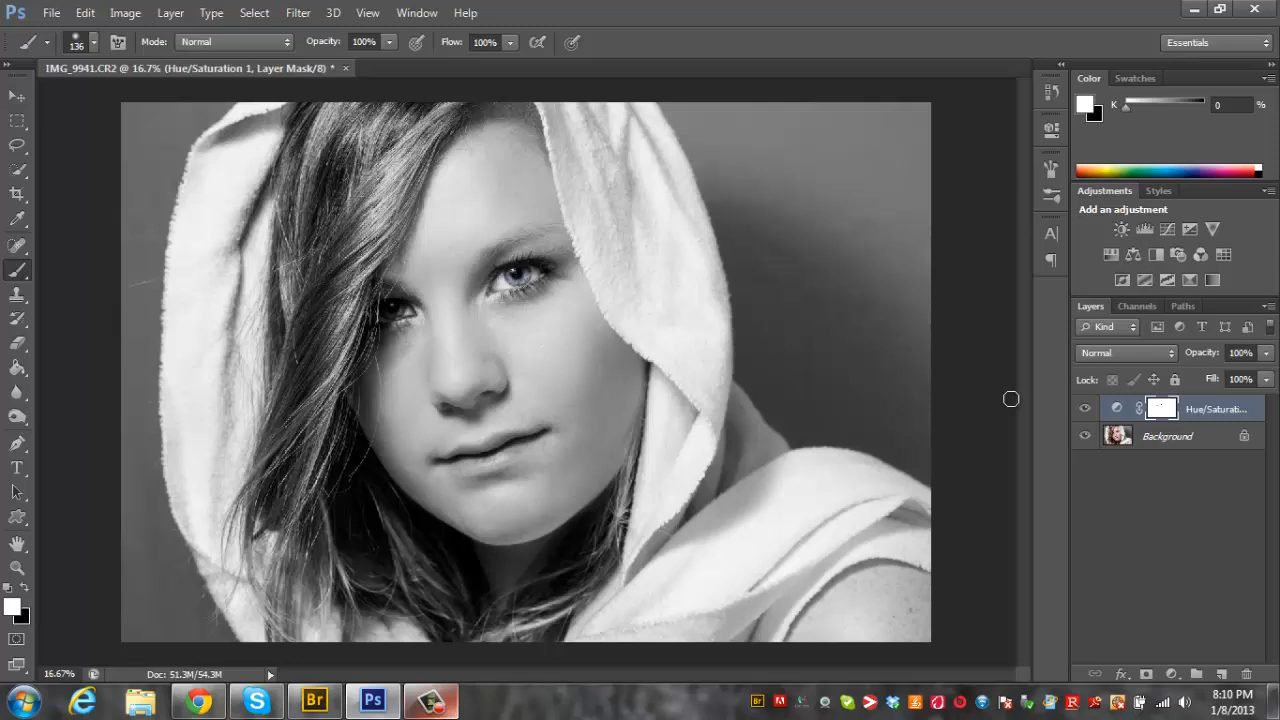 Ps File Edit Image Layer Type Select Filter 3D View Window Help
136 Mode: Normal Opacity: 100% Flow: 100% Essentials
IMG_9941.CR2 @ 16.7% (Hue/Saturation 1, Layer Mask/8) * ×
Color Swatches
K 0 %
Adjustments Styles
Add an adjustment
Layers Channels Paths
Kind
Normal Opacity: 100%
Lock: Fill: 100%
Hue/Saturati...
Background
16.67% Doc: 51.3M/54.3M
Br Ps
8:10 PM
1/8/2013